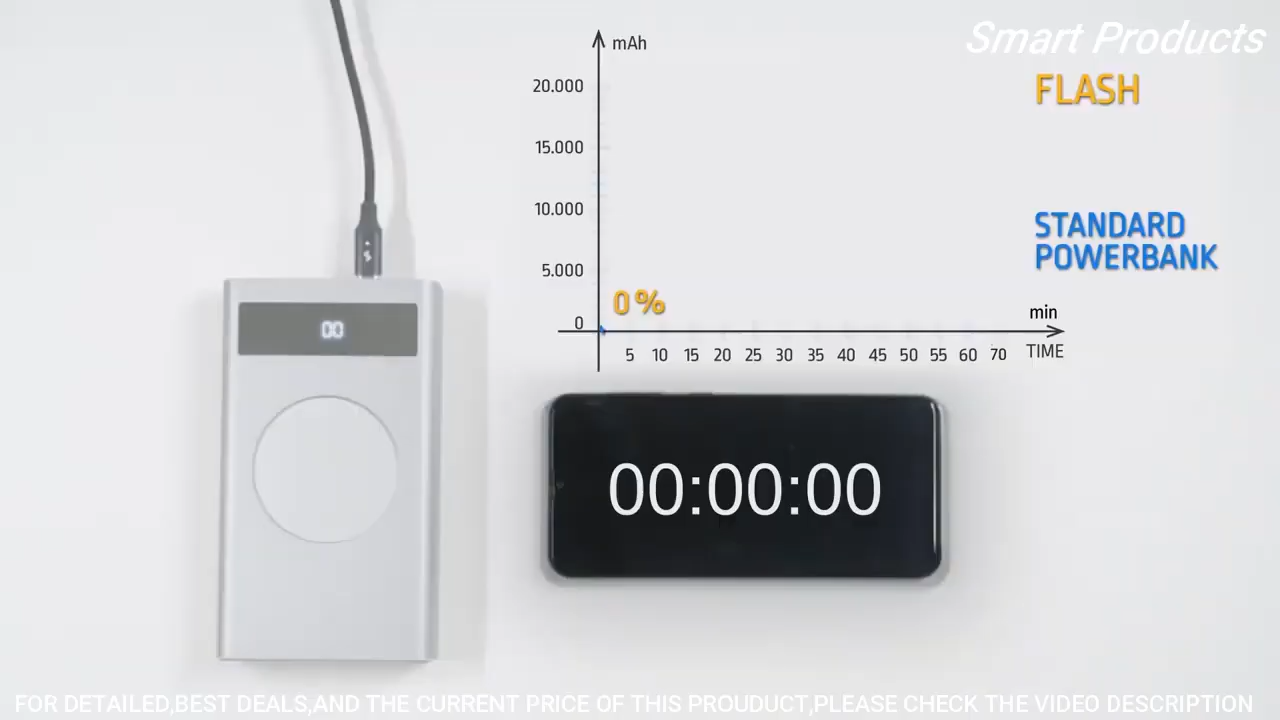 Smart Products
mAh
FLASH
20.000
15.000
10.000
5.000
0
STANDARD
POWERBANK
0%
min
5 10 15 20 25 30 35 40 45 50 55 60 70 TIME
00
00:00:00
FOR DETAILED,BEST DEALS,AND THE CURRENT PRICE OF THIS PROUDUCT,PLEASE CHECK THE VIDEO DESCRIPTION